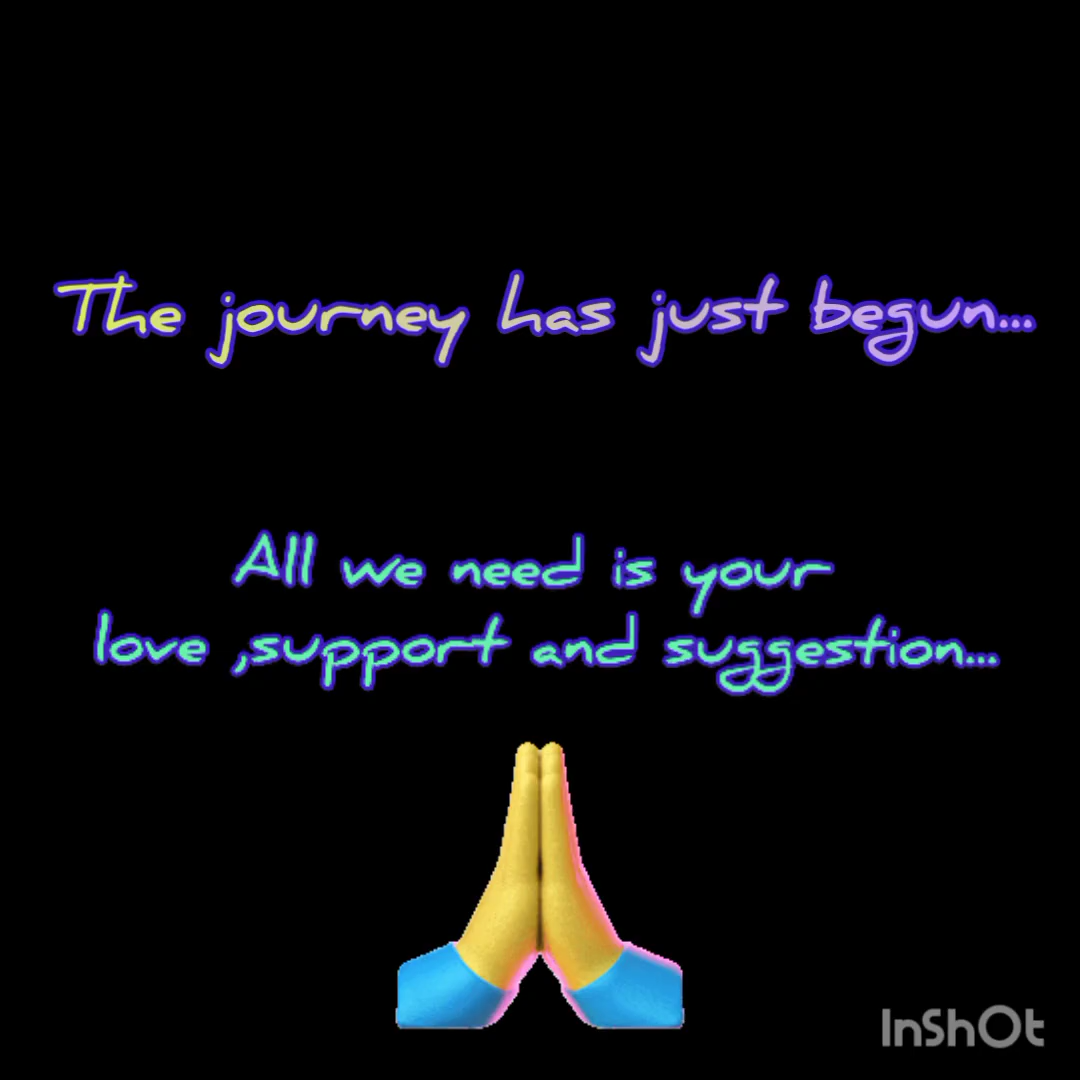 The journey has just begun...
All we need is your
love ,support and suggestion...
InShOt